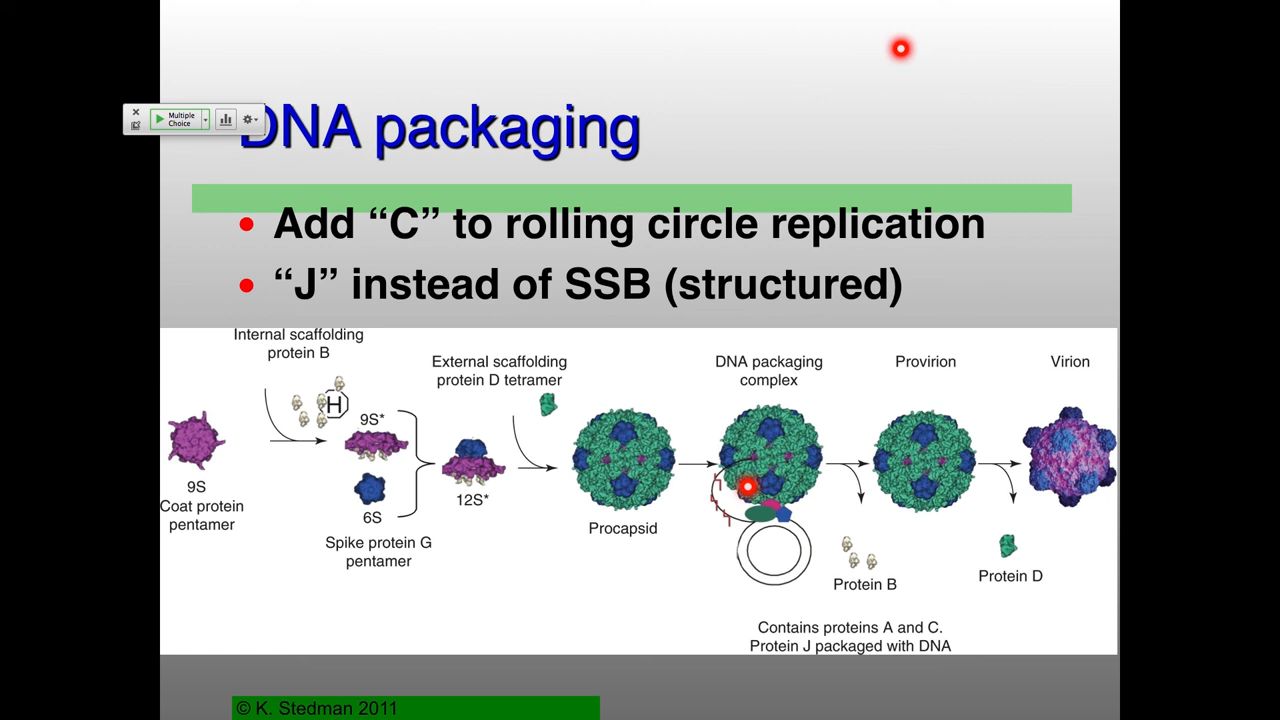 Multiple
Choice
DNA packaging
• Add “C” to rolling circle replication
• “J” instead of SSB (structured)
Internal scaffolding
protein B
H
9S
Coat protein
pentamer
9S*
6S
Spike protein G
pentamer
12S*
External scaffolding
protein D tetramer
Procapsid
DNA packaging
complex
Protein B
Provirion
Protein D
Virion
Contains proteins A and C.
Protein J packaged with DNA
© K. Stedman 2011